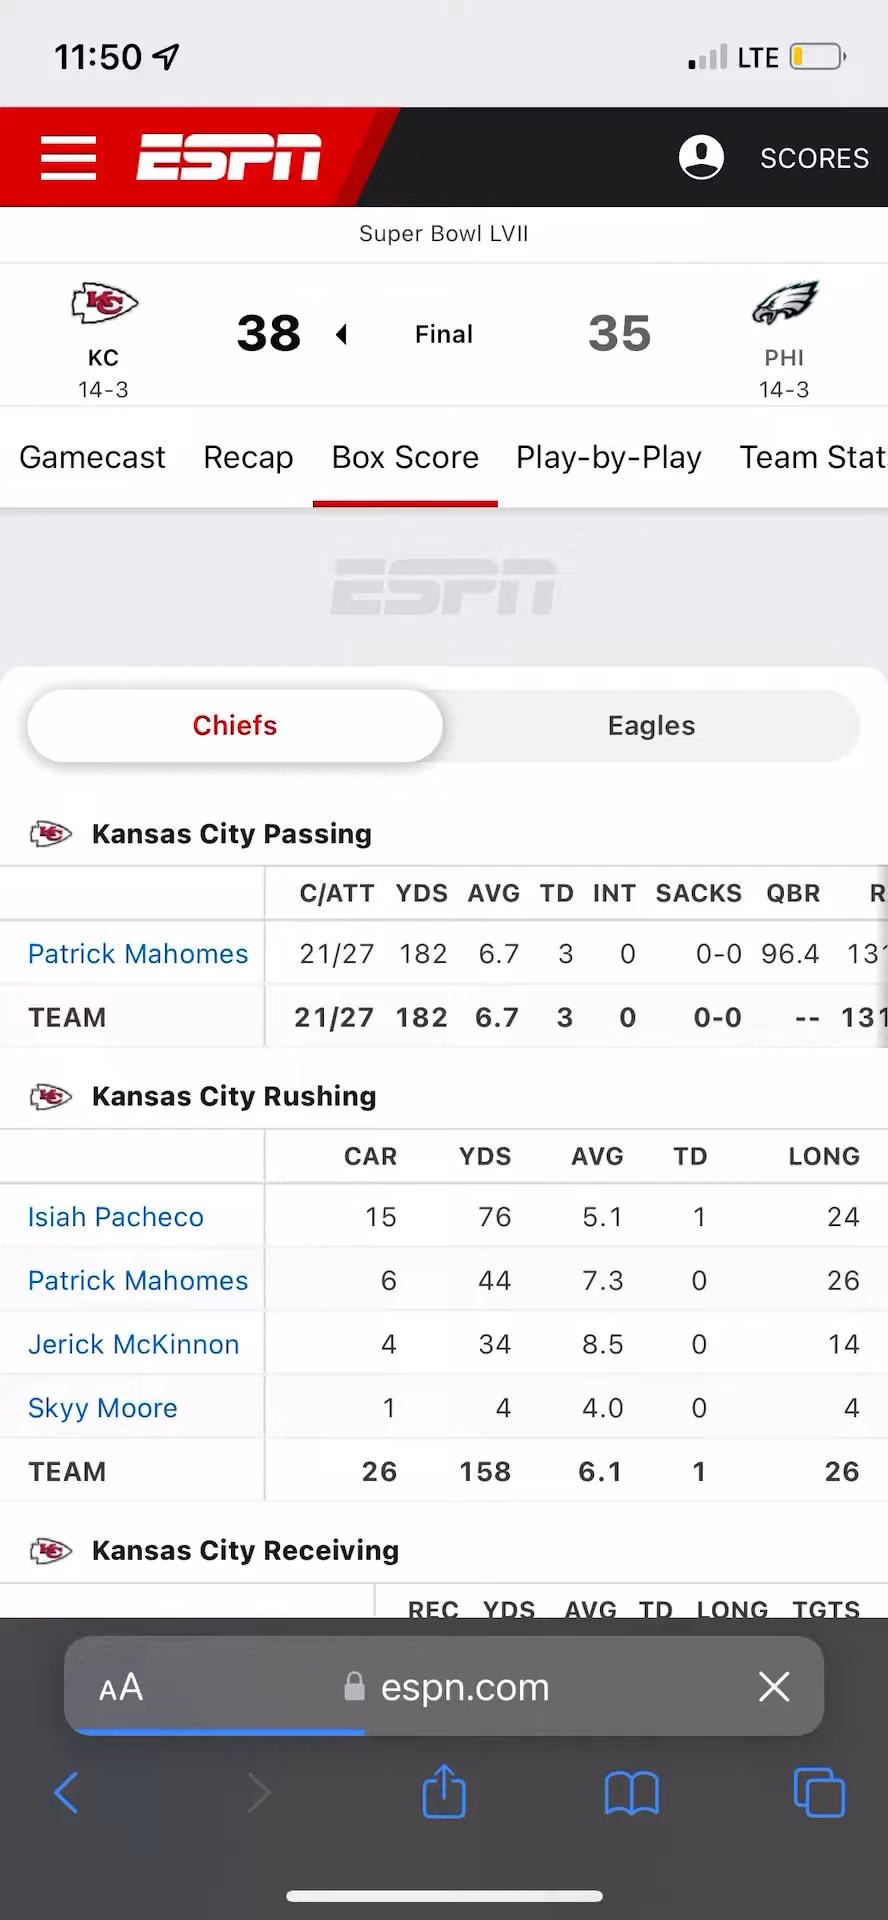 11:50 LTE
ESPN SCORES
Super Bowl LVII
38 Final 35
KC PHI
14-3 14-3
Gamecast Recap Box Score Play-by-Play Team Stat
ESPN
Chiefs Eagles
KC Kansas City Passing
C/ATT YDS AVG TD INT SACKS QBR R
Patrick Mahomes 21/27 182 6.7 3 0 0-0 96.4 131
TEAM 21/27 182 6.7 3 0 0-0 -- 131
KC Kansas City Rushing
CAR YDS AVG TD LONG
Isiah Pacheco 15 76 5.1 1 24
Patrick Mahomes 6 44 7.3 0 26
Jerick McKinnon 4 34 8.5 0 14
Skyy Moore 1 4 4.0 0 4
TEAM 26 158 6.1 1 26
KC Kansas City Receiving
REC YDS AVG TD LONG TGTS
AA espn.com